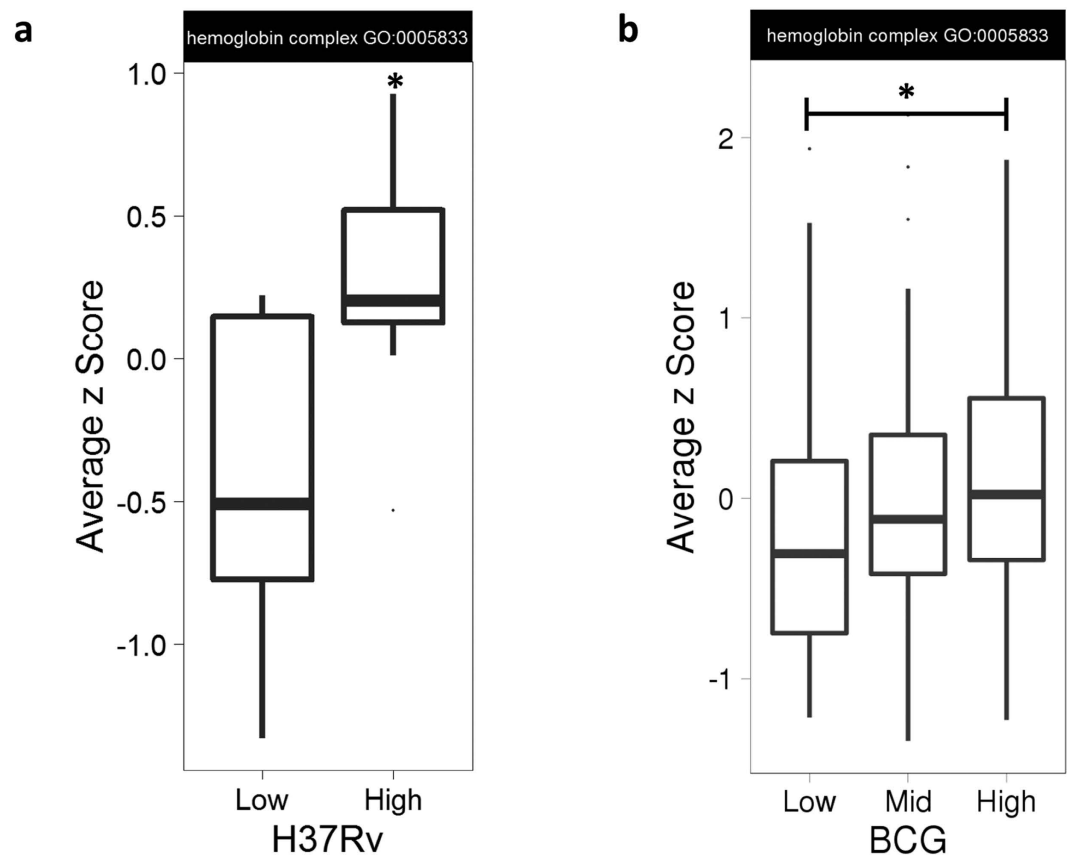 a
hemoglobin complex GO:0005833
*
1.0
0.5
0.0
-0.5
-1.0
Average z Score
Low High
H37Rv
b
hemoglobin complex GO:0005833
*
2
1
0
-1
Average z Score
Low Mid High
BCG